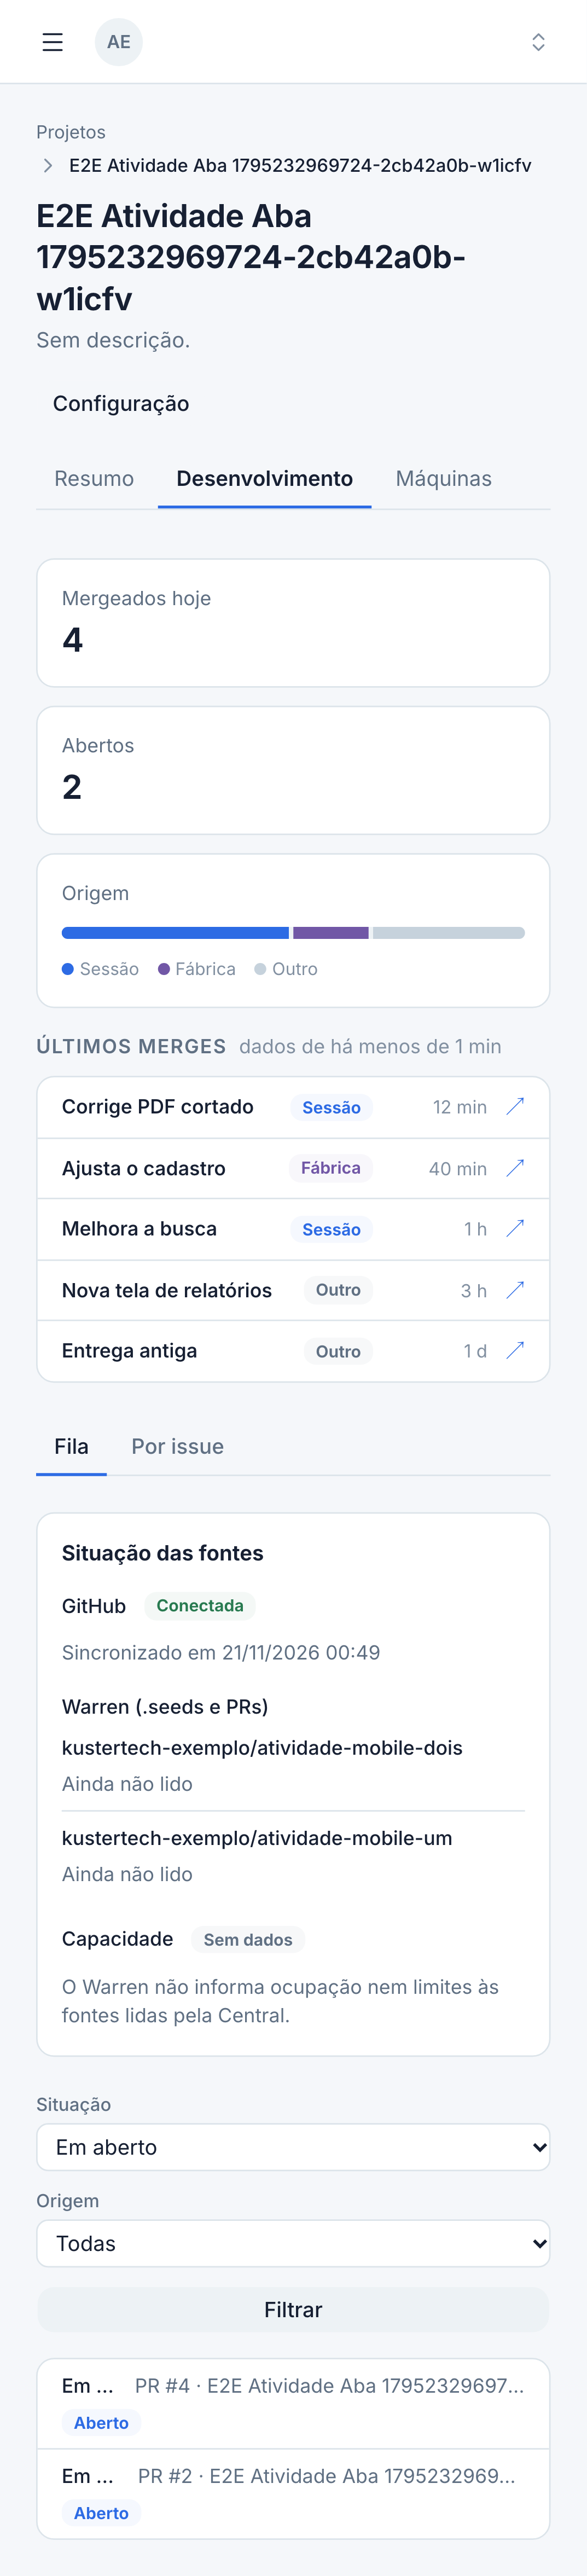 AE
Projetos
E2E Atividade Aba 1795232969724-2cb42a0b-w1icfv
E2E Atividade Aba
1795232969724-2cb42a0b-
w1icfv
Sem descrição.
Configuração
Resumo Desenvolvimento Máquinas
Mergeados hoje
4
Abertos
2
Origem
Sessão Fábrica Outro
ÚLTIMOS MERGES dados de há menos de 1 min
Corrige PDF cortado Sessão 12 min
Ajusta o cadastro Fábrica 40 min
Melhora a busca Sessão 1 h
Nova tela de relatórios Outro 3 h
Entrega antiga Outro 1 d
Fila Por issue
Situação das fontes
GitHub Conectada
Sincronizado em 21/11/2026 00:49
Warren (.seeds e PRs)
kustertech-exemplo/atividade-mobile-dois
Ainda não lido
kustertech-exemplo/atividade-mobile-um
Ainda não lido
Capacidade Sem dados
O Warren não informa ocupação nem limites às
fontes lidas pela Central.
Situação
Em aberto
Origem
Todas
Filtrar
Em ... PR #4 · E2E Atividade Aba 17952329697...
Aberto
Em ... PR #2 · E2E Atividade Aba 1795232969...
Aberto